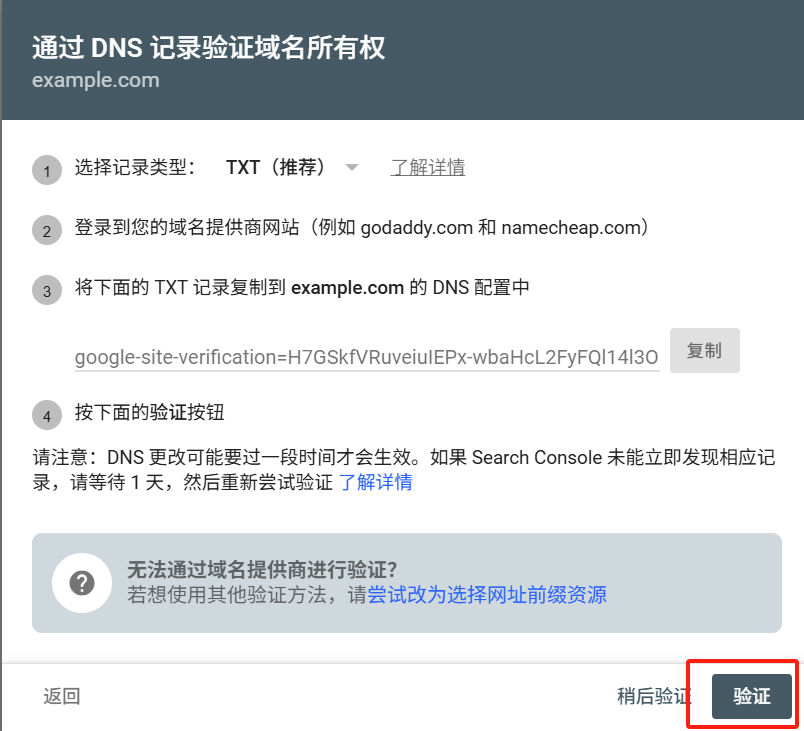 通过 DNS 记录验证域名所有权
example.com
1 选择记录类型： TXT（推荐） 了解详情
2 登录到您的域名提供商网站（例如 godaddy.com 和 namecheap.com）
3 将下面的 TXT 记录复制到 example.com 的 DNS 配置中
google-site-verification=H7GSkfVRuveiuIEPx-wbaHcL2FyFQl14l3O 复制
4 按下面的验证按钮
请注意：DNS 更改可能要过一段时间才会生效。如果 Search Console 未能立即发现相应记
录，请等待 1 天，然后重新尝试验证 了解详情
? 无法通过域名提供商进行验证？
若想使用其他验证方法，请尝试改为选择网址前缀资源
返回 稍后验证 验证